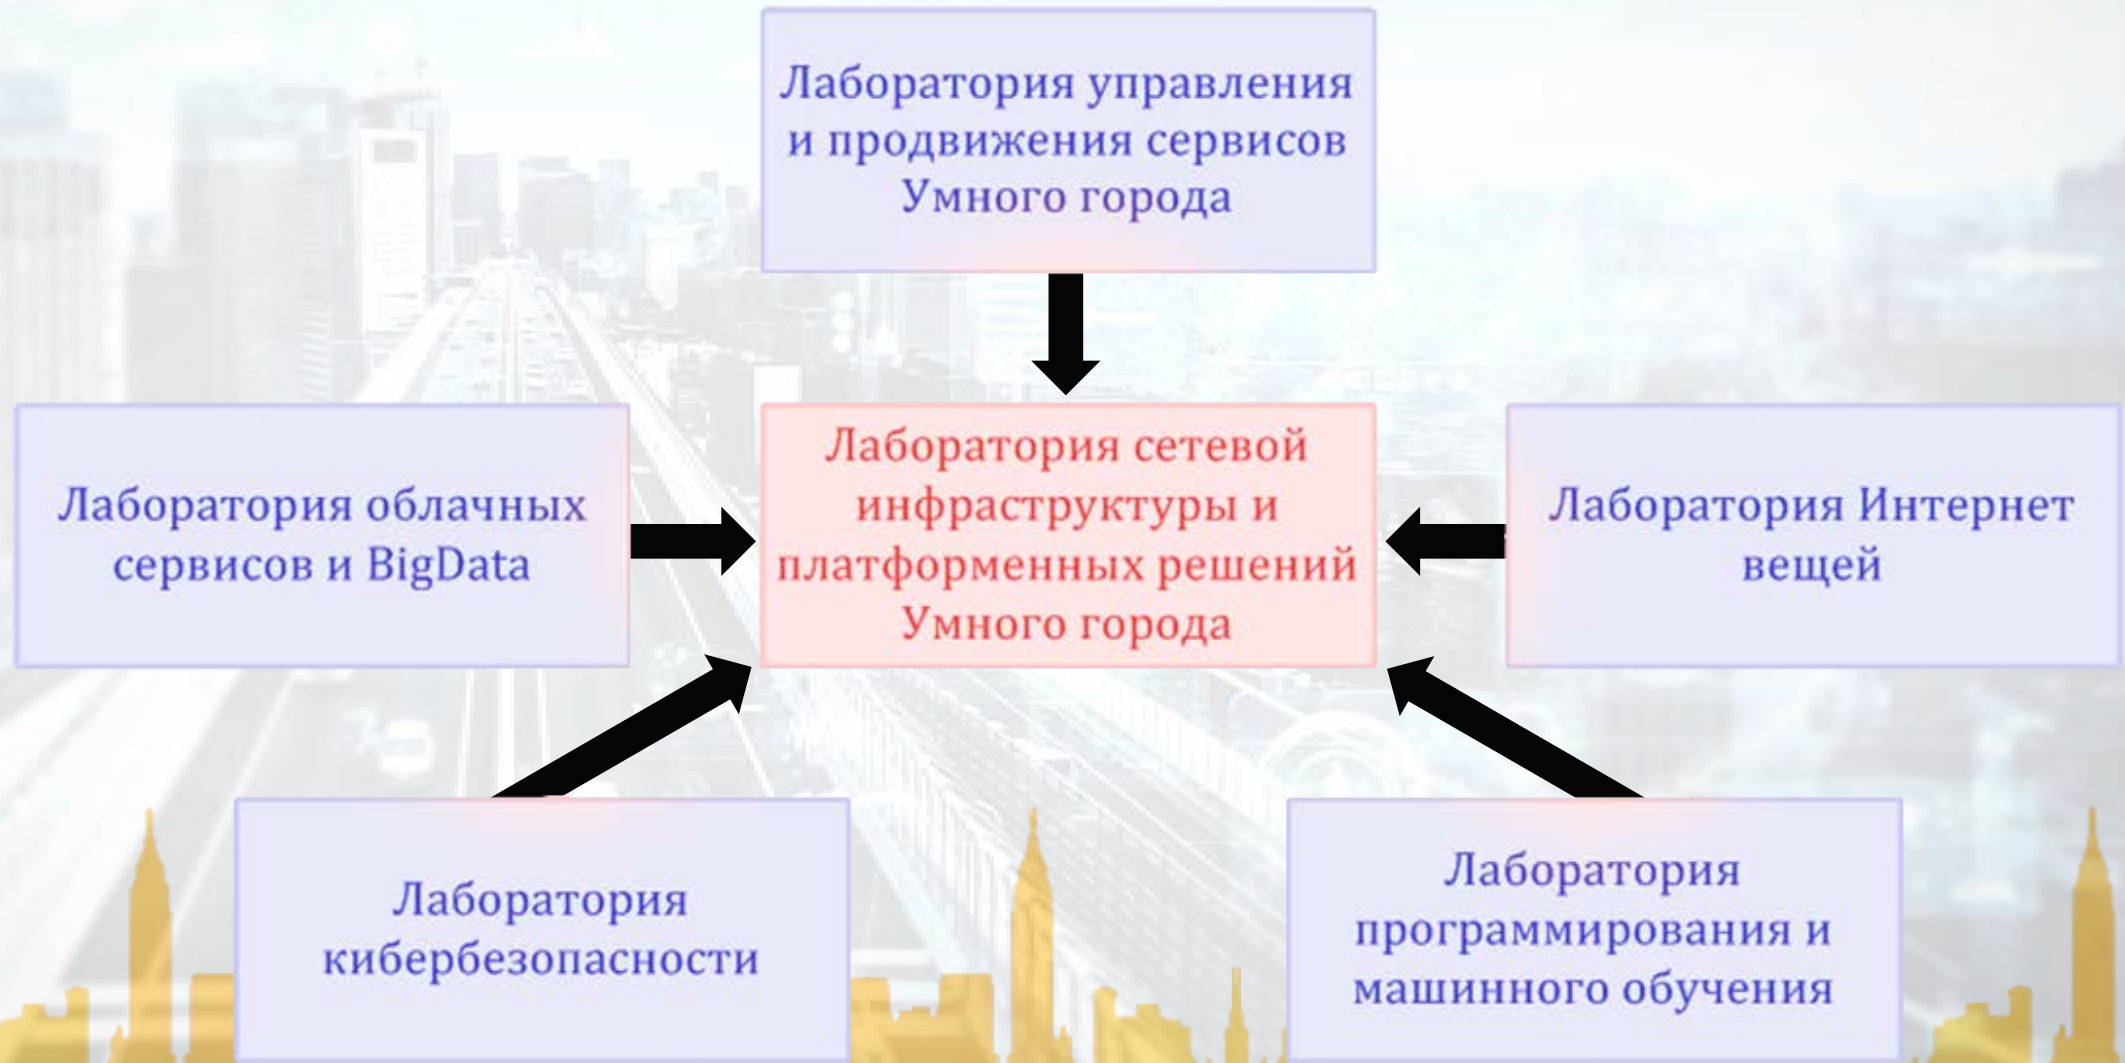 Лаборатория управления
и продвижения сервисов
Умного города
Лаборатория облачных
сервисов и BigData
Лаборатория сетевой
инфраструктуры и
платформенных решений
Умного города
Лаборатория Интернет
вещей
Лаборатория
кибербезопасности
Лаборатория
программирования и
машинного обучения